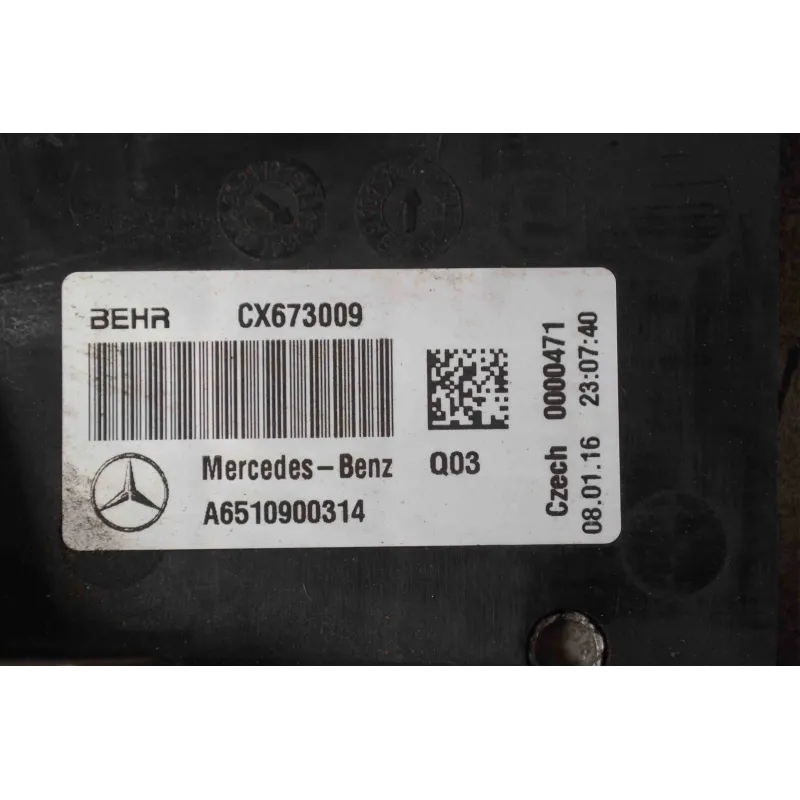 BEHR CX673009
Mercedes-Benz Q03
A6510900314
Czech 0000471
08.01.16 23:07:40